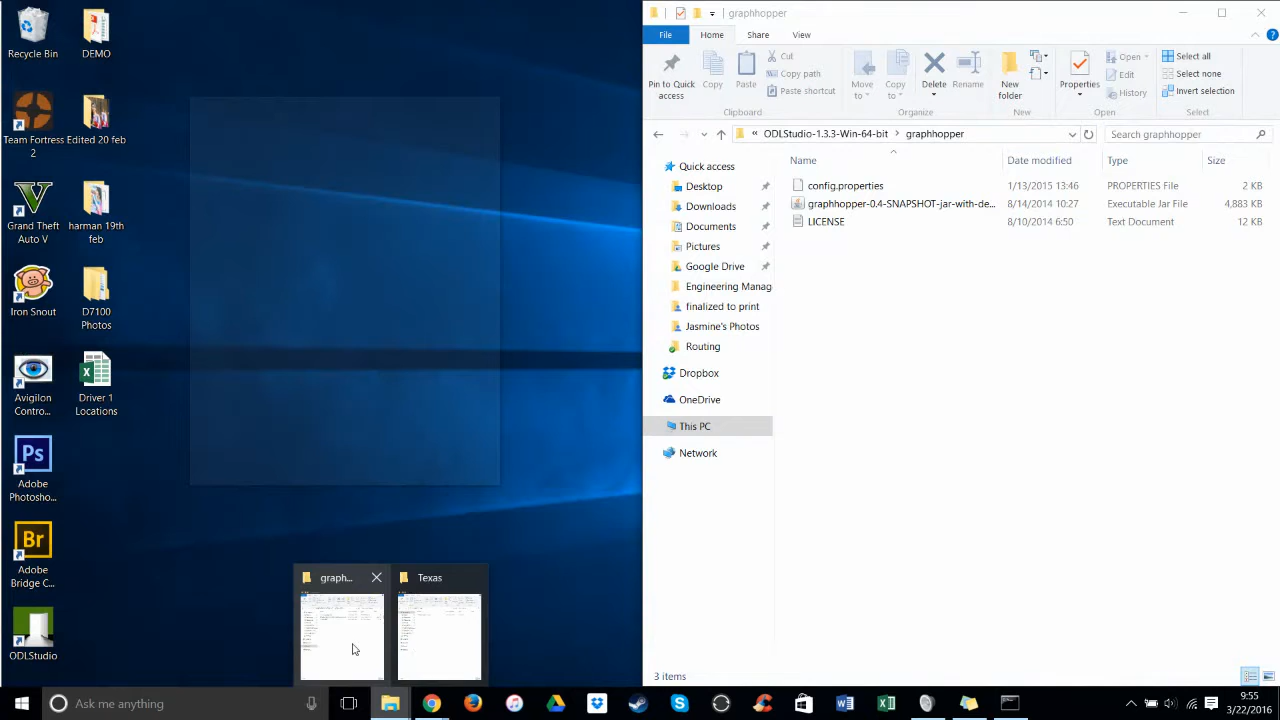 Recycle Bin
DEMO
Team Fortress 2
Edited 20 feb
Grand Theft Auto V
harman 19th feb
Iron Snout
D7100 Photos
Avigilon Contro...
Driver 1 Locations
Ps
Adobe Photosho...
Br
Adobe Bridge C...
ODLStudio
graph...
Texas
Ask me anything
graphhopper
File
Home
Share
View
Pin to Quick access
Copy
Paste
Cut
Copy path
Paste shortcut
Clipboard
Move to
Copy to
Delete
Rename
Organize
New folder
New
Properties
Open
Edit
History
Open
Select all
Select none
Invert selection
Select
« ODLStudio-1.3.3-Win-64-bit > graphhopper
Search graphhopper
Name
Date modified
Type
Size
config.properties
1/13/2015 13:46
PROPERTIES File
2 KB
graphhopper-0.4-SNAPSHOT-jar-with-de...
8/14/2014 10:27
Executable Jar File
4,883 KB
LICENSE
8/10/2014 6:50
Text Document
12 KB
Quick access
Desktop
Downloads
Documents
Pictures
Google Drive
Engineering Manag
finalized to print
Jasmine's Photos
Routing
Dropbox
OneDrive
This PC
Network
3 items
9:55
3/22/2016